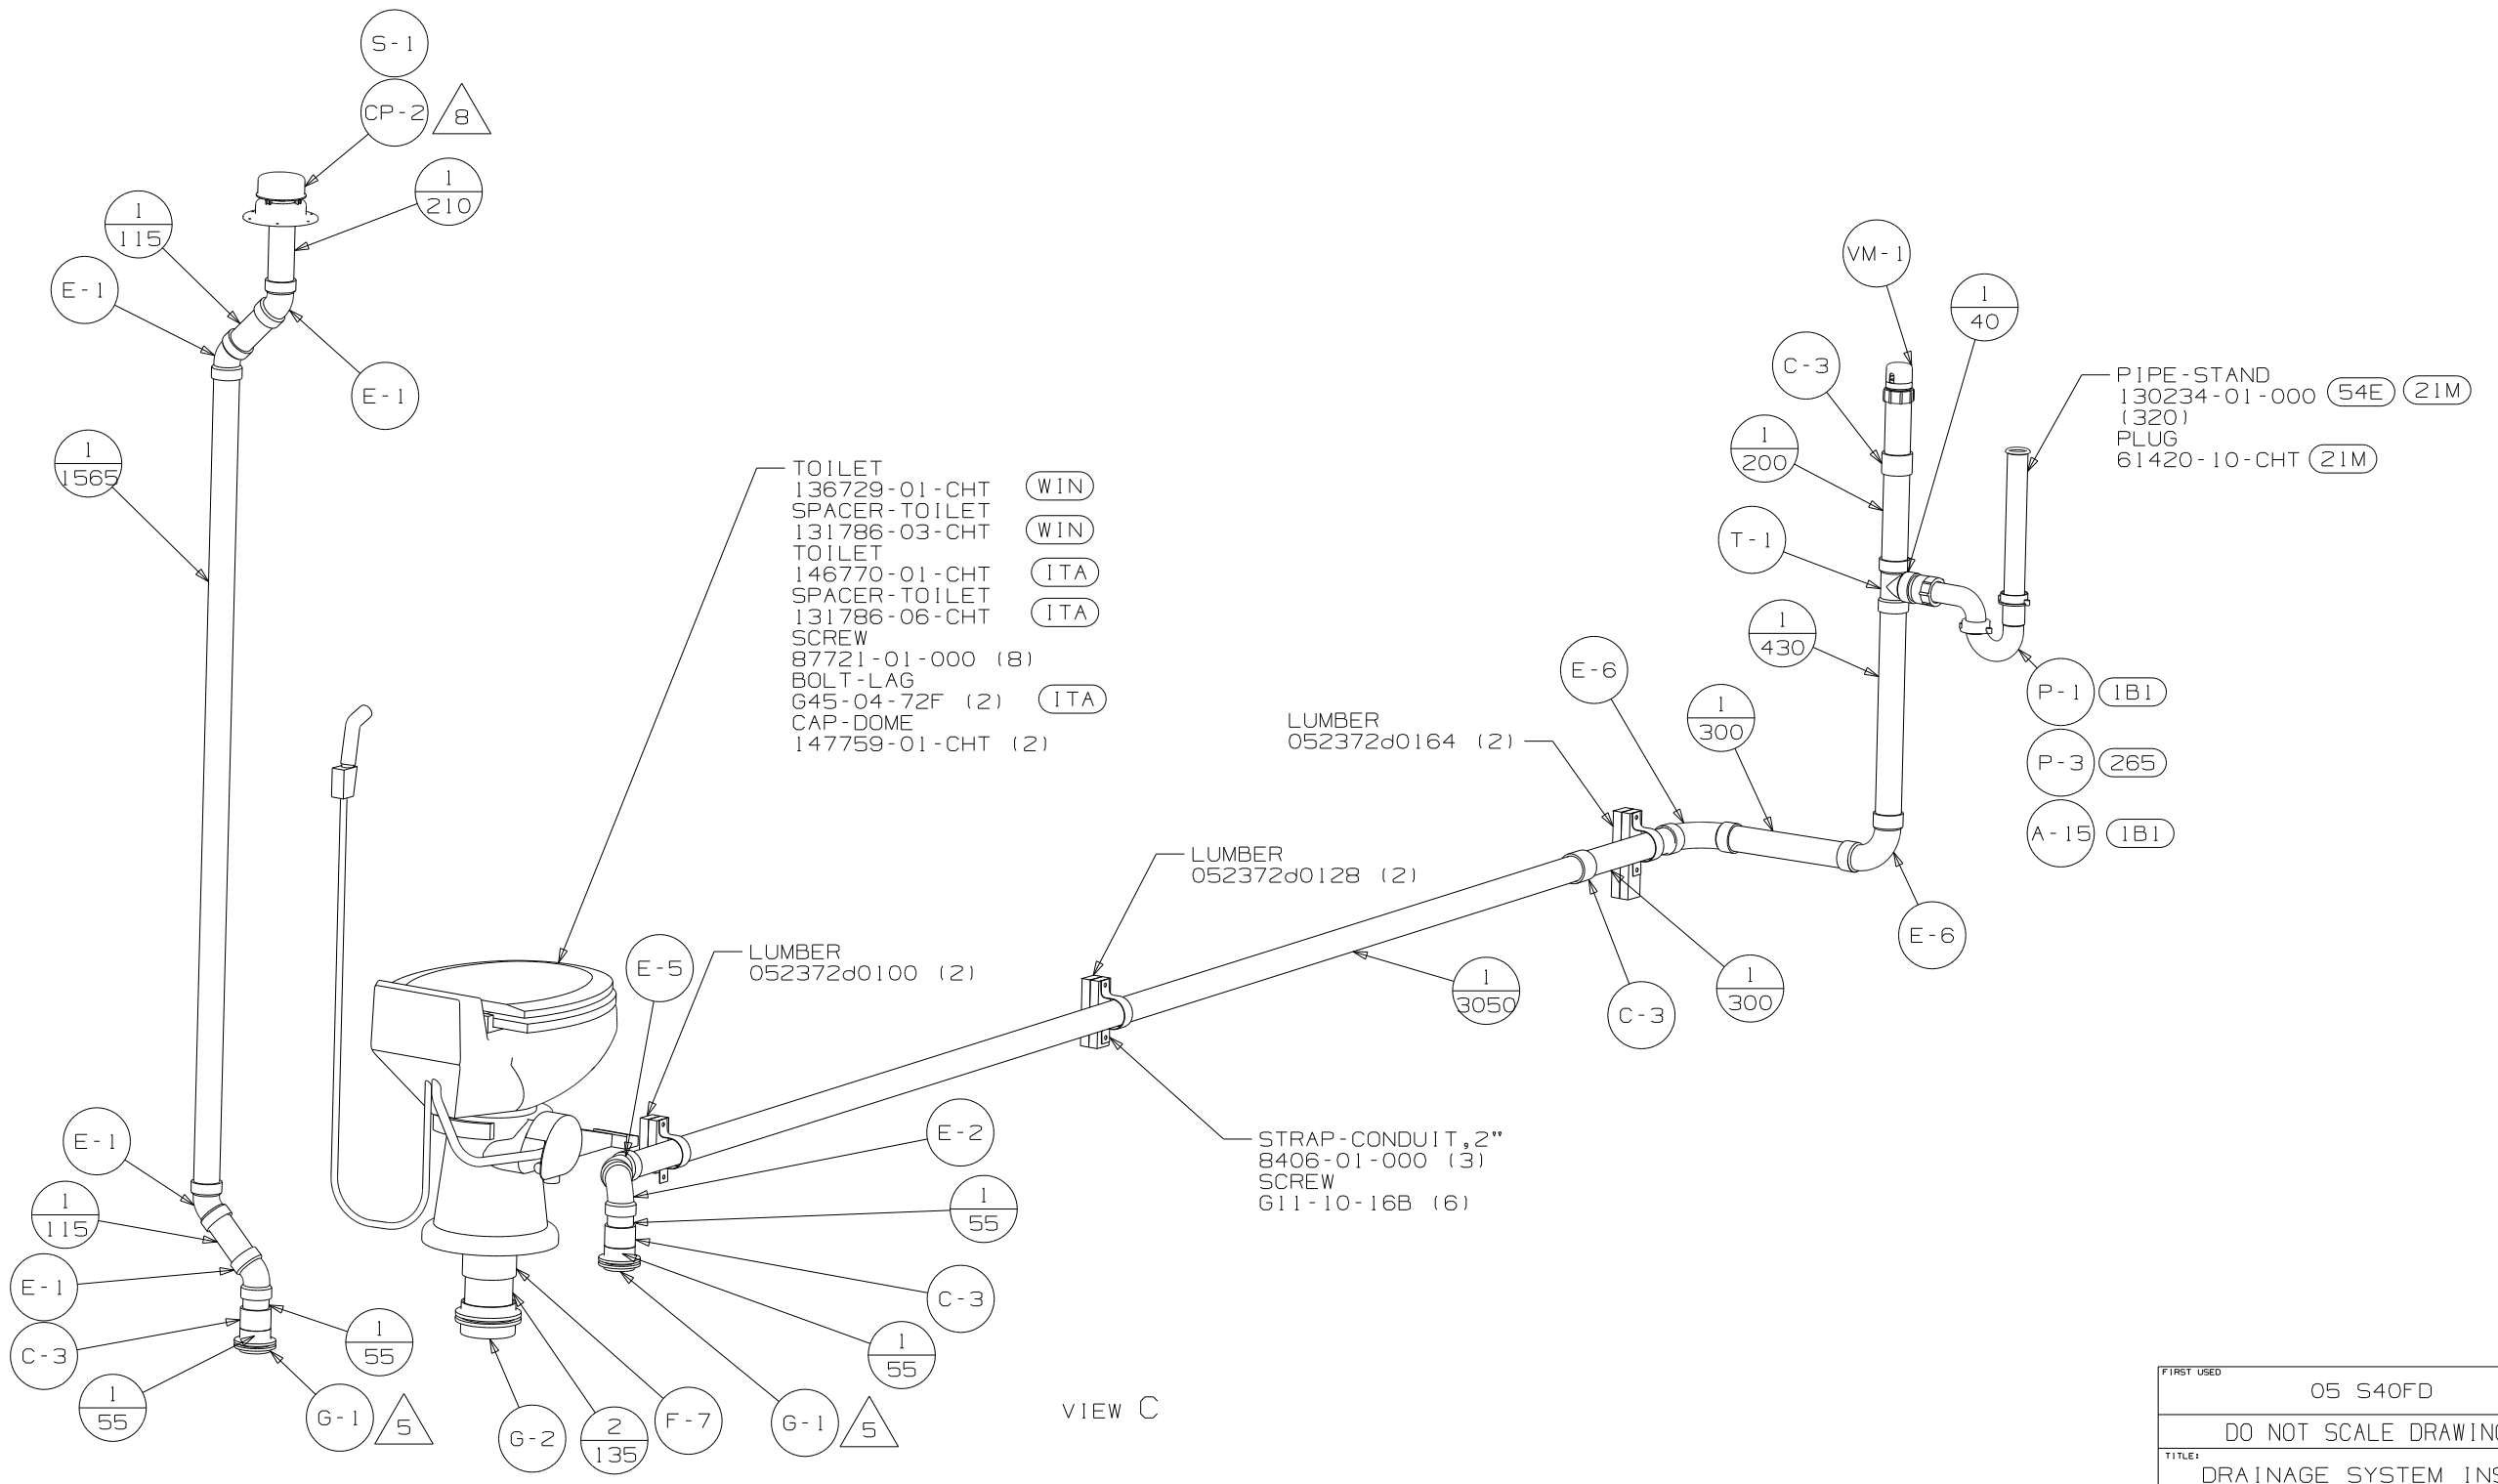 S-1
CP-2
8
1
210
1
115
E-1
E-1
1
1565
TOILET
136729-01-CHT WIN
SPACER-TOILET
131786-03-CHT WIN
TOILET
146770-01-CHT ITA
SPACER-TOILET
131786-06-CHT ITA
SCREW
87721-01-000 (8)
BOLT-LAG
G45-04-72F (2) ITA
CAP-DOME
147759-01-CHT (2)
VM-1
1
40
C-3
PIPE-STAND
130234-01-000 54E 21M
(320)
PLUG
61420-10-CHT 21M
1
200
T-1
1
430
E-6
1
300
P-1 1B1
P-3 265
A-15 1B1
LUMBER
052372d0164 (2)
LUMBER
052372d0128 (2)
E-6
LUMBER
052372d0100 (2)
E-5
1
3050
C-3
1
300
E-1
1
115
E-1
C-3
1
55
1
55
G-1
5
E-2
1
55
STRAP-CONDUIT,2"
8406-01-000 (3)
SCREW
G11-10-16B (6)
C-3
1
55
G-2
2
135
F-7
G-1
5
VIEW C
FIRST USED
05 S40FD
DO NOT SCALE DRAWING
TITLE:
DRAINAGE SYSTEM INS